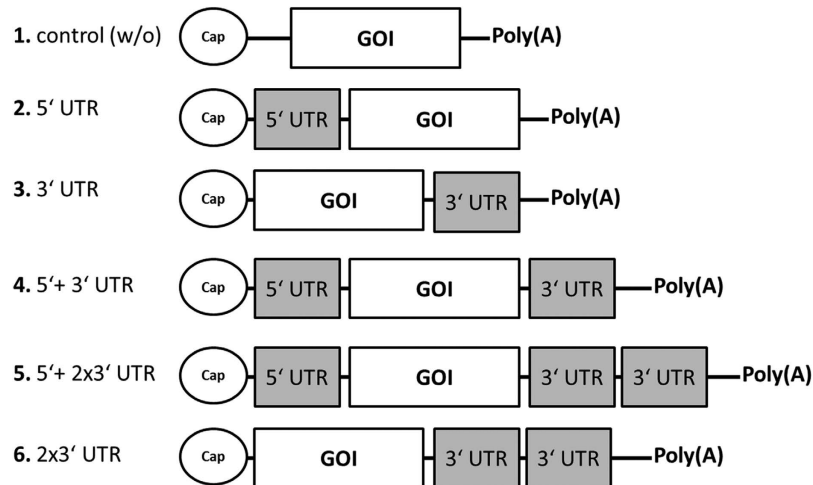 1. control (w/o) Cap GOI Poly(A)
2. 5‘ UTR Cap 5‘ UTR GOI Poly(A)
3. 3‘ UTR Cap GOI 3‘ UTR Poly(A)
4. 5‘+ 3‘ UTR Cap 5‘ UTR GOI 3‘ UTR Poly(A)
5. 5‘+ 2x3‘ UTR Cap 5‘ UTR GOI 3‘ UTR 3‘ UTR Poly(A)
6. 2x3‘ UTR Cap GOI 3‘ UTR 3‘ UTR Poly(A)